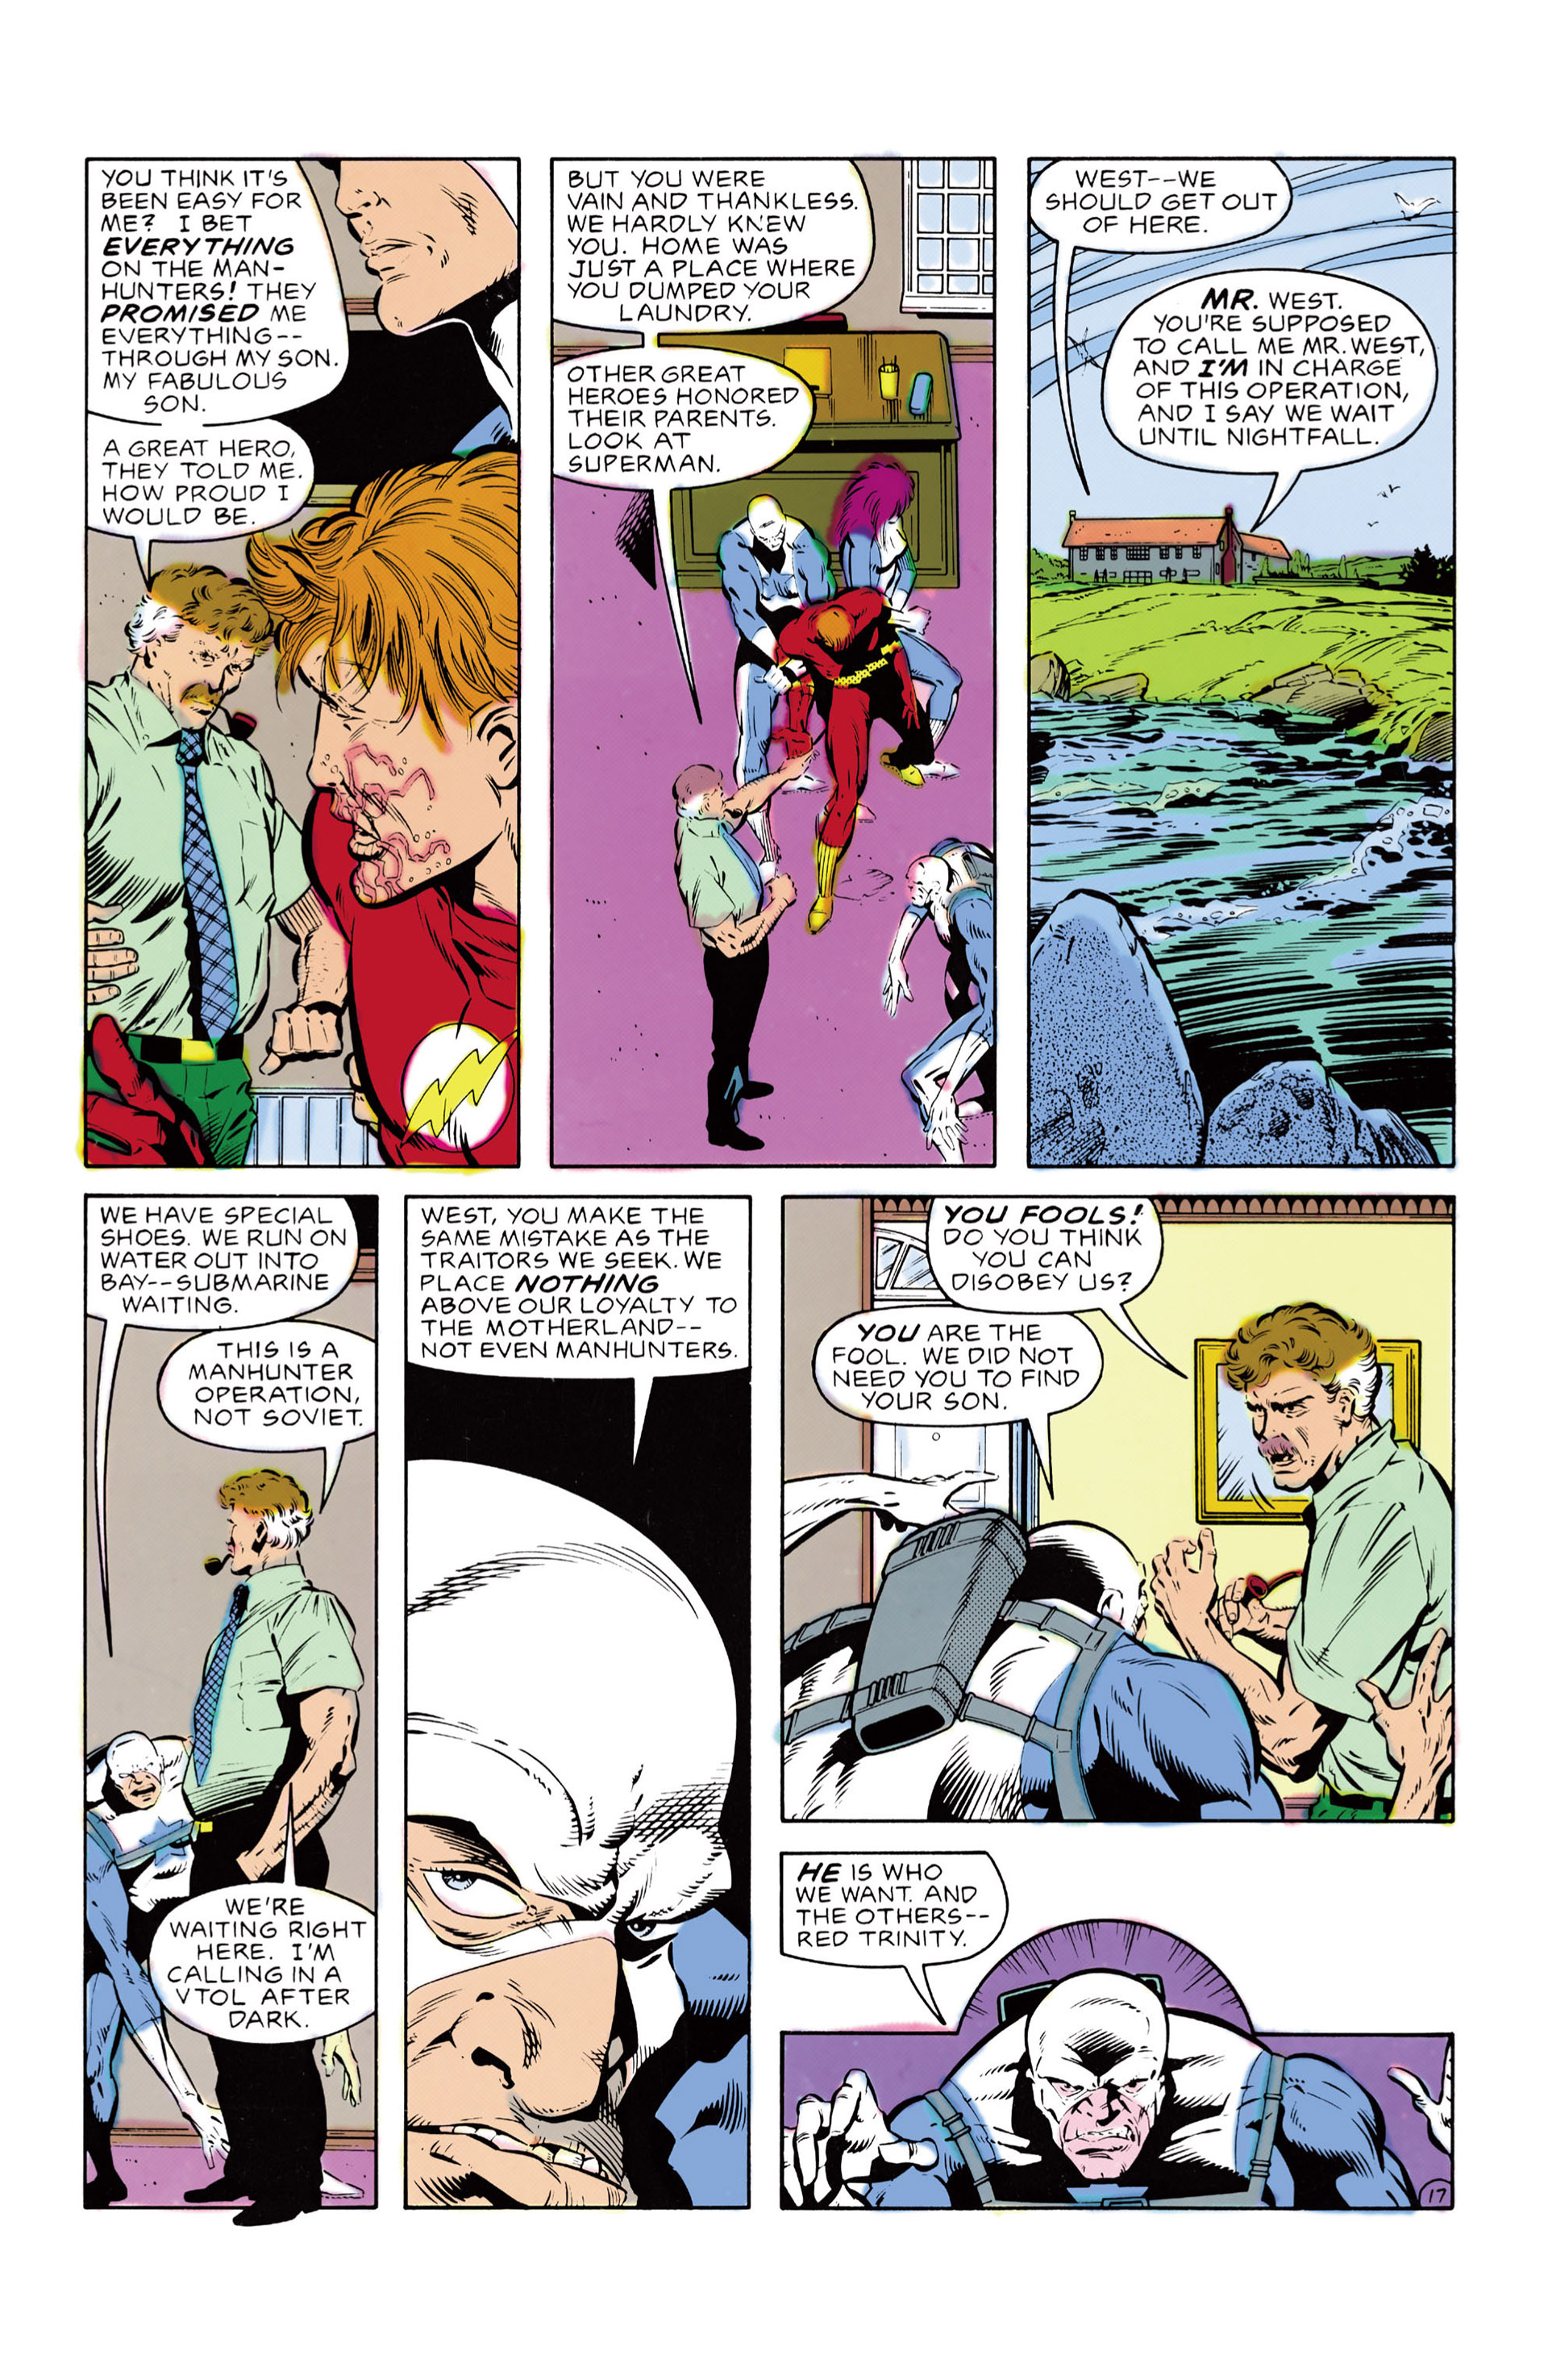 YOU THINK IT'S
BEEN EASY FOR
ME? I BET
EVERYTHING
ON THE MAN-
HUNTERS! THEY
PROMISED ME
EVERYTHING--
THROUGH MY SON.
MY FABULOUS
SON.
A GREAT HERO,
THEY TOLD ME.
HOW PROUD I
WOULD BE.
BUT YOU WERE
VAIN AND THANKLESS.
WE HARDLY KNEW
YOU. HOME WAS
JUST A PLACE WHERE
YOU DUMPED YOUR
LAUNDRY.
OTHER GREAT
HEROES HONORED
THEIR PARENTS.
LOOK AT
SUPERMAN.
WEST--WE
SHOULD GET OUT
OF HERE.
MR. WEST.
YOU'RE SUPPOSED
TO CALL ME MR. WEST,
AND I'M IN CHARGE
OF THIS OPERATION,
AND I SAY WE WAIT
UNTIL NIGHTFALL.
WE HAVE SPECIAL
SHOES. WE RUN ON
WATER OUT INTO
BAY--SUBMARINE
WAITING.
THIS IS A
MANHUNTER
OPERATION,
NOT SOVIET.
WE'RE
WAITING RIGHT
HERE. I'M
CALLING IN A
VTOL AFTER
DARK.
WEST, YOU MAKE THE
SAME MISTAKE AS THE
TRAITORS WE SEEK. WE
PLACE NOTHING
ABOVE OUR LOYALTY TO
THE MOTHERLAND--
NOT EVEN MANHUNTERS.
YOU FOOLS!
DO YOU THINK
YOU CAN
DISOBEY US?
YOU ARE THE
FOOL. WE DID NOT
NEED YOU TO FIND
YOUR SON.
HE IS WHO
WE WANT. AND
THE OTHERS--
RED TRINITY.
17